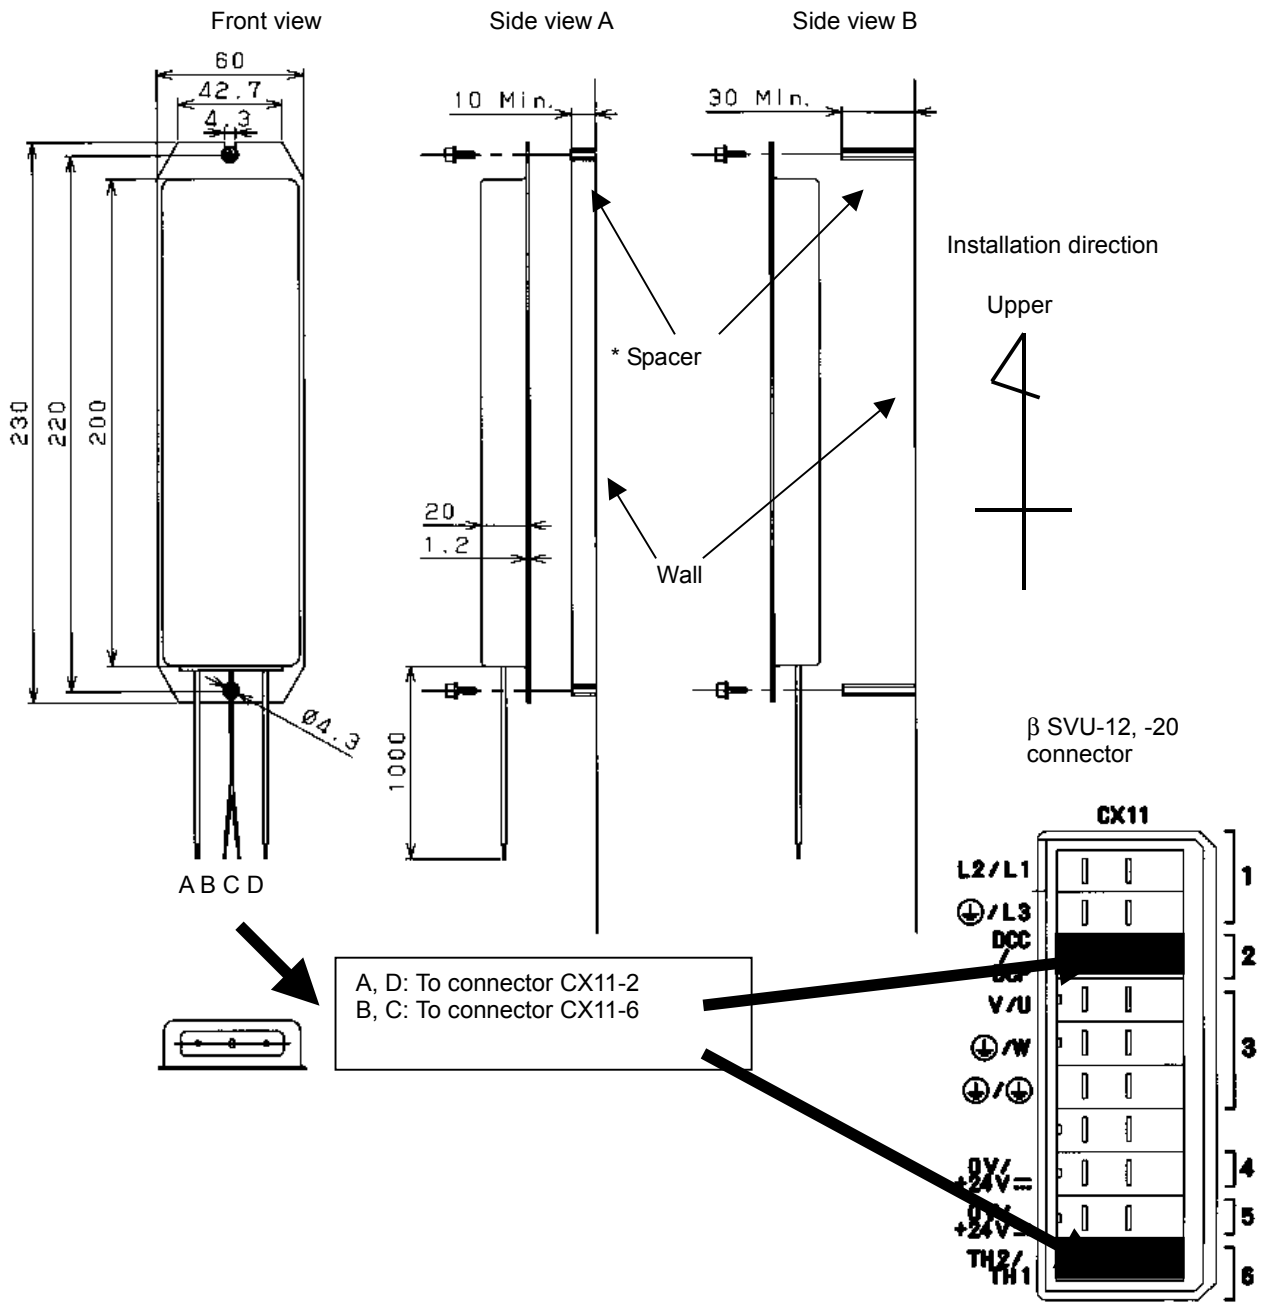 Front view
Side view A
Side view B
60
42.7
4.3
10 Min.
30 Min.
230
220
200
Installation direction
Upper
* Spacer
20
1.2
Wall
ø4.3
1000
β SVU-12, -20
connector
A B C D
A, D: To connector CX11-2
B, C: To connector CX11-6
CX11
L2/L1
1
/L3
DCC
/
DCP
2
V/U
/W
3
/
0V/
+24V
4
0V/
+24V
5
TH2/
TH1
6